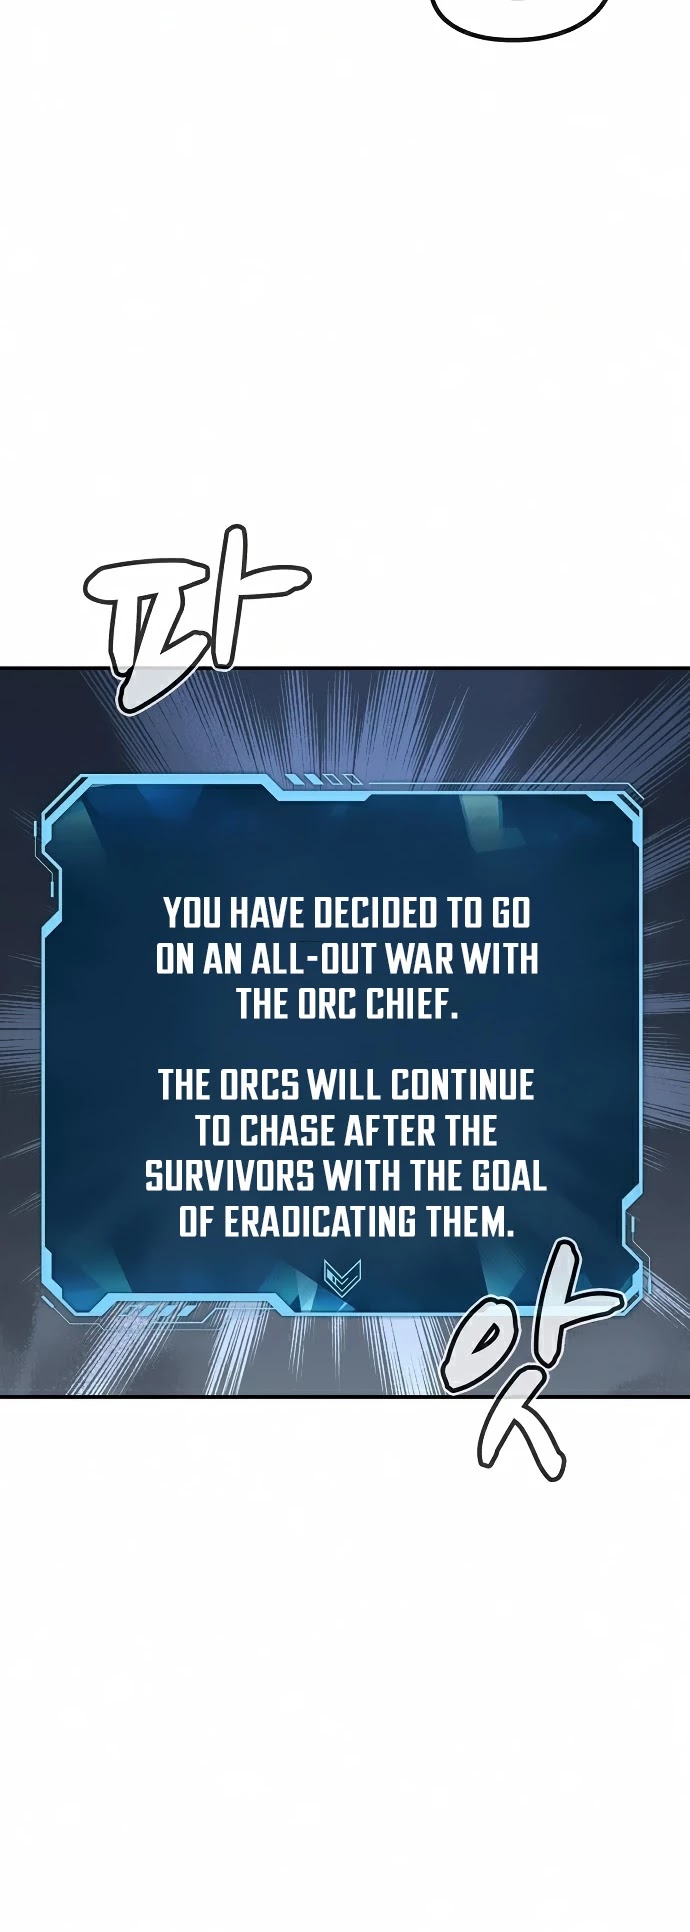 파
YOU HAVE DECIDED TO GO
ON AN ALL-OUT WAR WITH
THE ORC CHIEF.
THE ORCS WILL CONTINUE
TO CHASE AFTER THE
SURVIVORS WITH THE GOAL
OF ERADICATING THEM.
앗